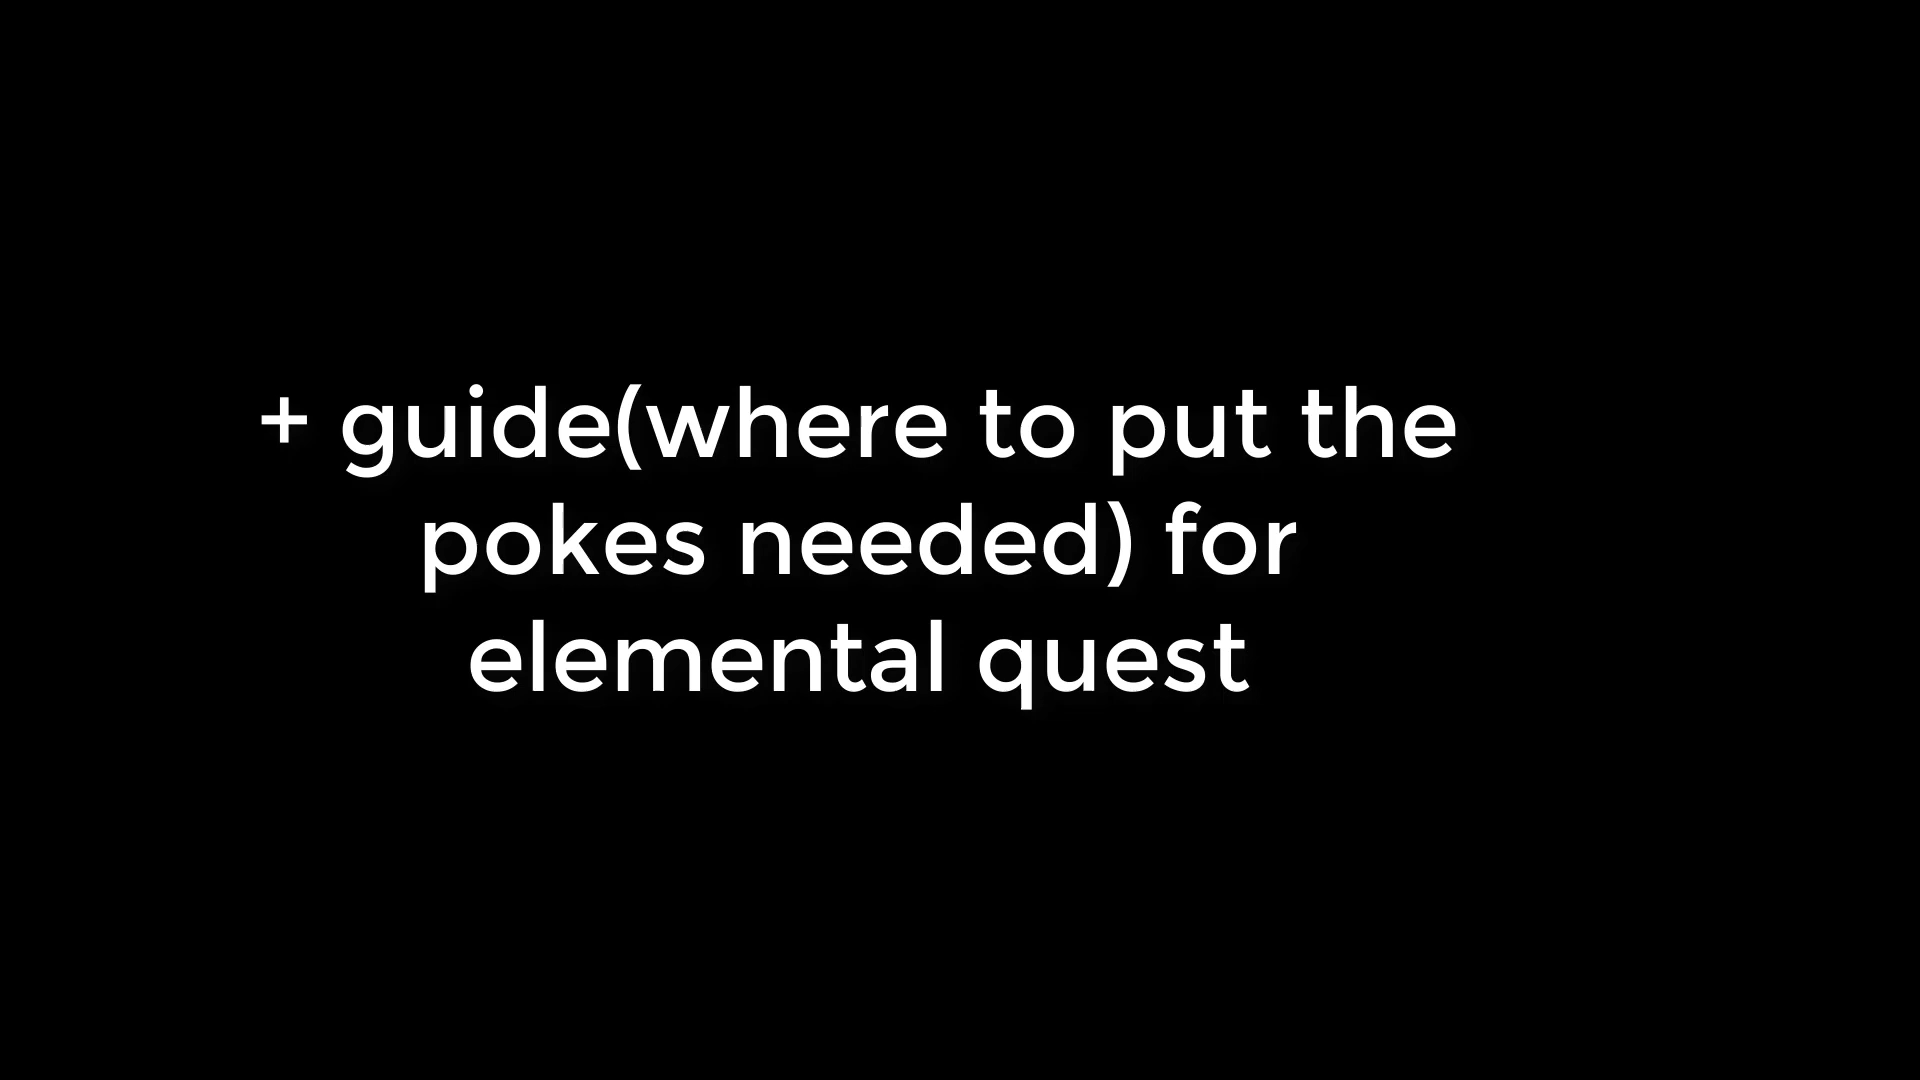 + guide(where to put the
pokes needed) for
elemental quest